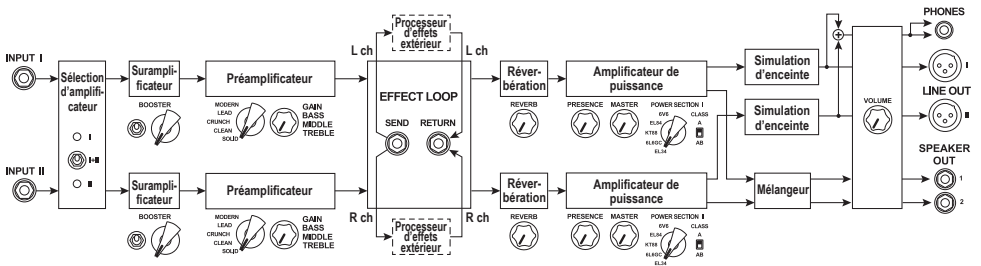 INPUT I
Sélection
d'amplifi-
cateur
I
I+II
II
INPUT II
Suramplifi-
ficateur
BOOSTER
Préamplificateur
MODERN
LEAD
CRUNCH
CLEAN
SOLID
GAIN
BASS
MIDDLE
TREBLE
Processeur
d'effets
extérieur
L ch
L ch
EFFECT LOOP
SEND
RETURN
R ch
R ch
Processeur
d'effets
extérieur
Réver-
bération
REVERB
Amplificateur de
puissance
PRESENCE
MASTER
POWER SECTION I
6V6
EL84
KT88
6L6GC
EL34
CLASS
A
AB
Surampli-
ficateur
BOOSTER
Préamplificateur
MODERN
LEAD
CRUNCH
CLEAN
SOLID
GAIN
BASS
MIDDLE
TREBLE
Réver-
bération
REVERB
Amplificateur de
puissance
PRESENCE
MASTER
POWER SECTION II
6V6
EL84
KT88
6L6GC
EL34
CLASS
A
AB
Simulation
d'enceinte
Simulation
d'enceinte
Mélangeur
VOLUME
PHONES
I
LINE OUT
II
SPEAKER
OUT
1
2